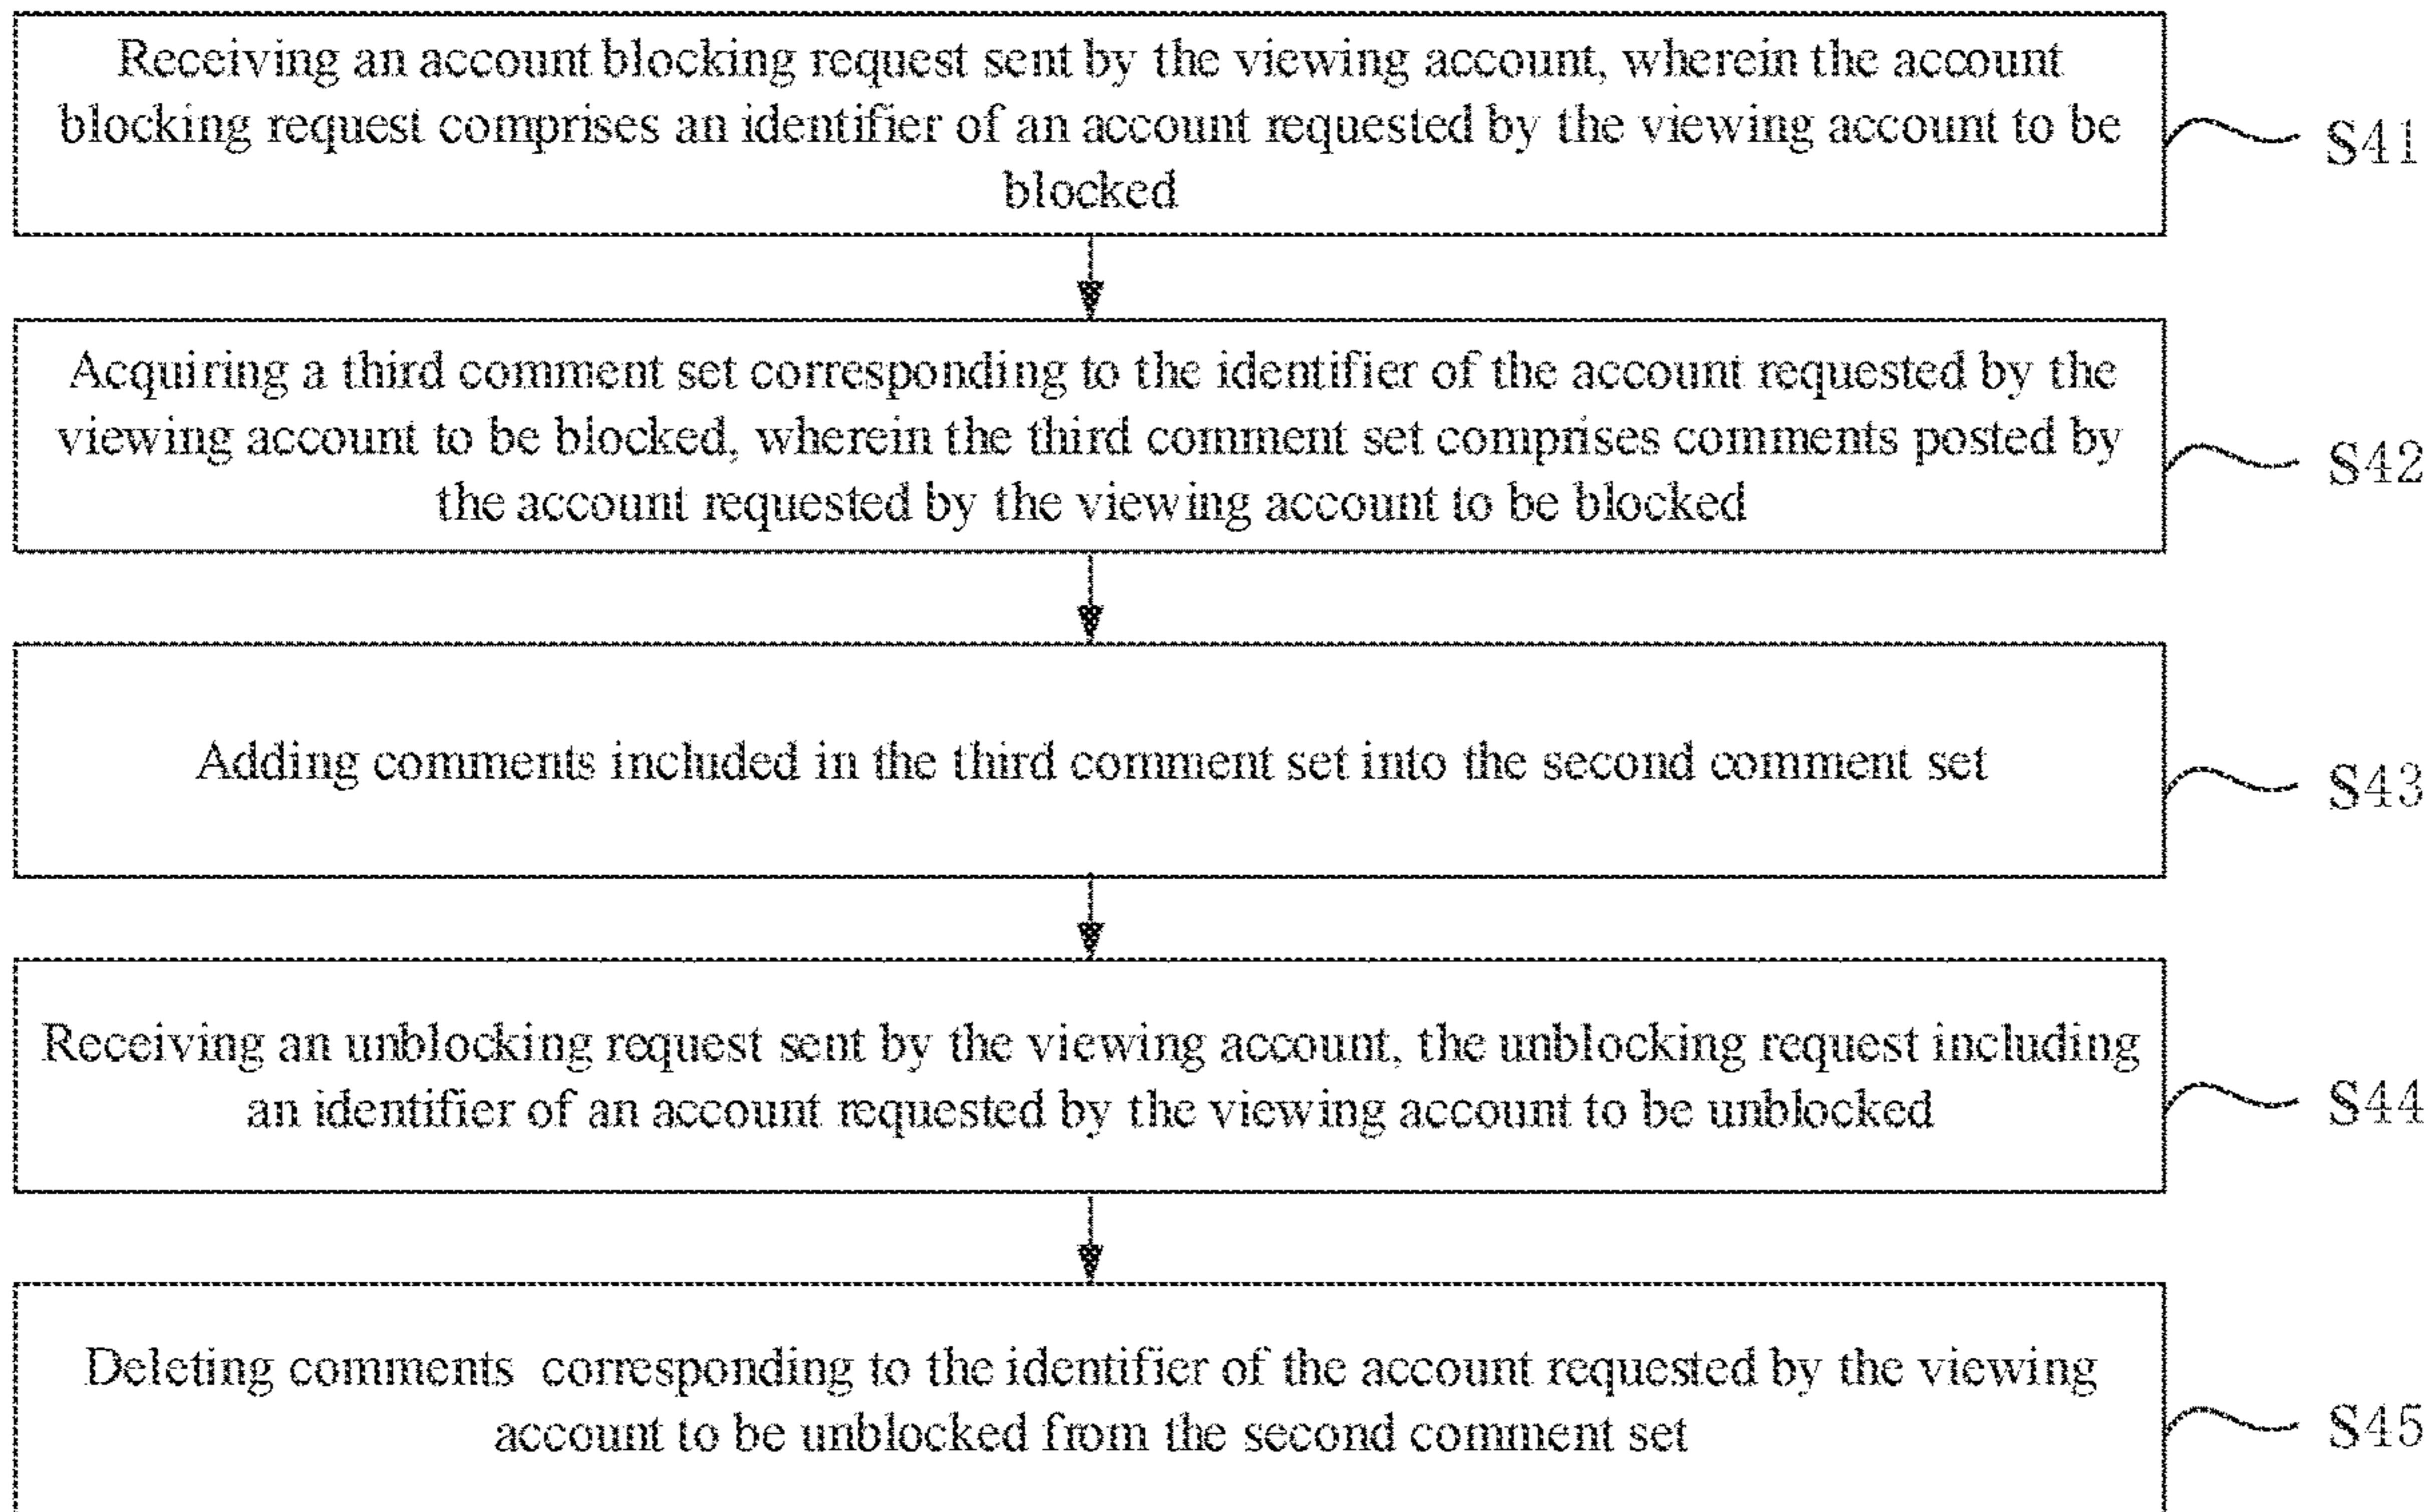 Receiving an account blocking request sent by the viewing account, wherein the account
blocking request comprises an identifier of an account requested by the viewing account to be
blocked
S41
Acquiring a third comment set corresponding to the identifier of the account requested by the
viewing account to be blocked, wherein the third comment set comprises comments posted by
the account requested by the viewing account to be blocked
S42
Adding comments included in the third comment set into the second comment set
S43
Receiving an unblocking request sent by the viewing account, the unblocking request including
an identifier of an account requested by the viewing account to be unblocked
S44
Deleting comments corresponding to the identifier of the account requested by the viewing
account to be unblocked from the second comment set
S45